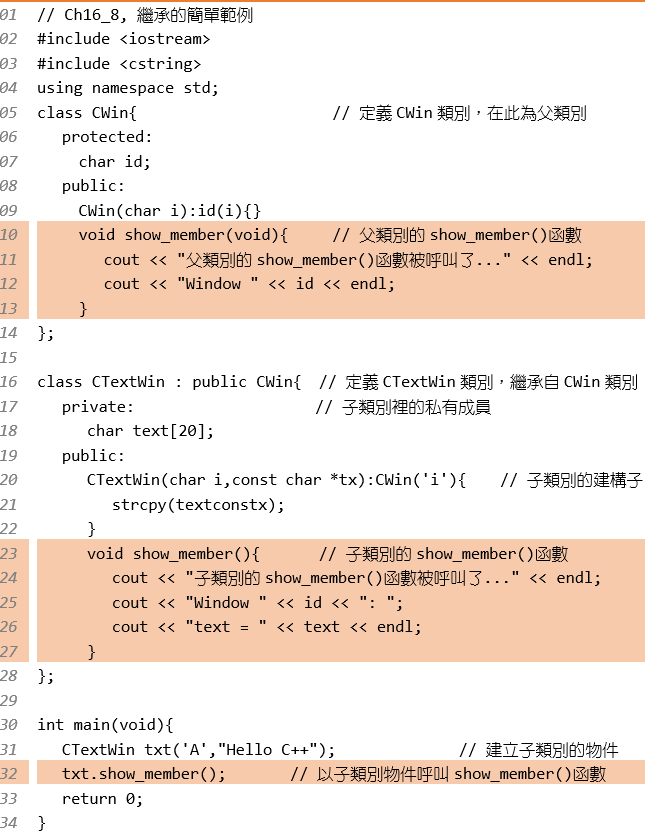 01 // Ch16_8, 繼承的簡單範例
02 #include <iostream>
03 #include <cstring>
04 using namespace std;
05 class CWin{ // 定義 CWin 類別，在此為父類別
06 protected:
07 char id;
08 public:
09 CWin(char i):id(i){}
10 void show_member(void){ // 父類別的 show_member()函數
11 cout << "父類別的 show_member()函數被呼叫了..." << endl;
12 cout << "Window " << id << endl;
13 }
14 };
15
16 class CTextWin : public CWin{ // 定義 CTextWin 類別，繼承自 CWin 類別
17 private: // 子類別裡的私有成員
18 char text[20];
19 public:
20 CTextWin(char i,const char *tx):CWin('i'){ // 子類別的建構子
21 strcpy(textconstx);
22 }
23 void show_member(){ // 子類別的 show_member()函數
24 cout << "子類別的 show_member()函數被呼叫了..." << endl;
25 cout << "Window " << id << ": ";
26 cout << "text = " << text << endl;
27 }
28 };
29
30 int main(void){
31 CTextWin txt('A',"Hello C++"); // 建立子類別的物件
32 txt.show_member(); // 以子類別物件呼叫 show_member()函數
33 return 0;
34 }